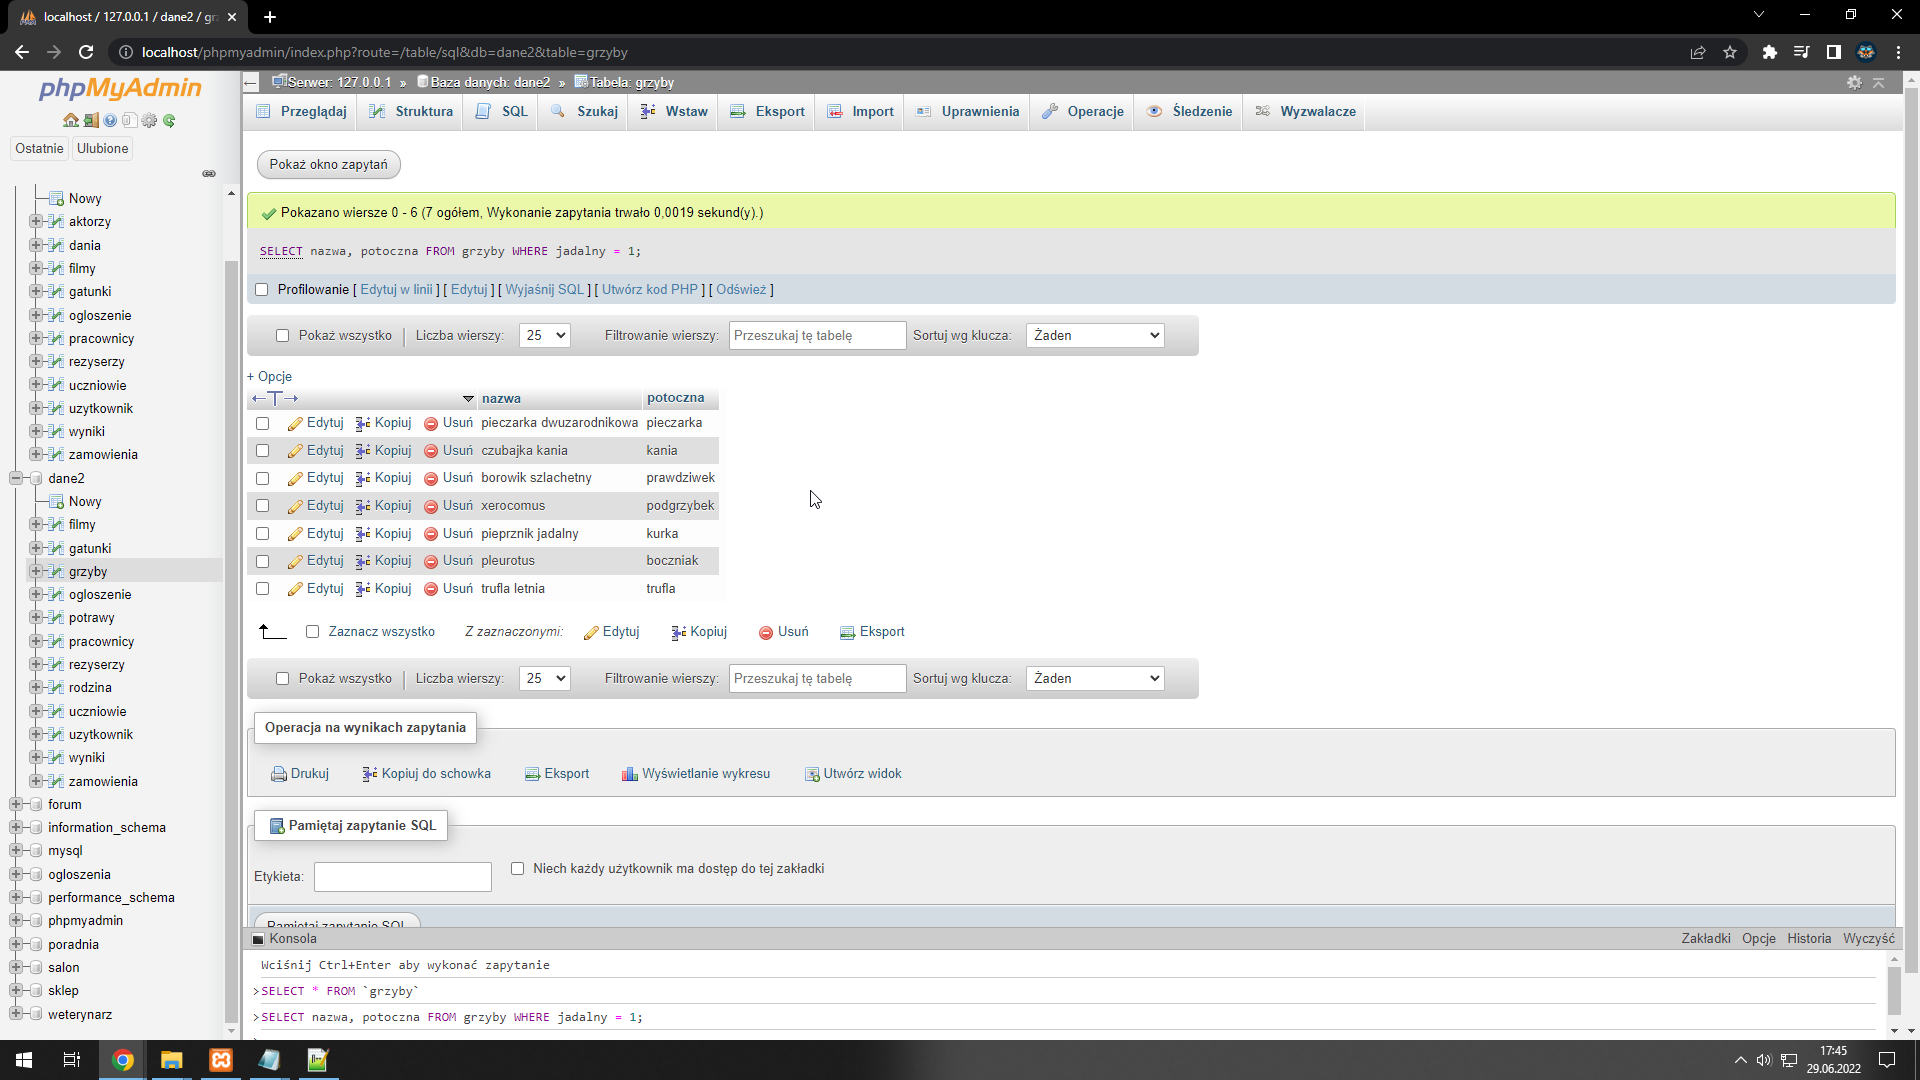 localhost / 127.0.0.1 / dane2 / grz
localhost/phpmyadmin/index.php?route=/table/sql&db=dane2&table=grzyby
phpMyAdmin
Ostatnie Ulubione
Nowy
aktorzy
dania
filmy
gatunki
ogloszenie
pracownicy
rezyserzy
uczniowie
uzytkownik
wyniki
zamowienia
dane2
Nowy
filmy
gatunki
grzyby
ogloszenie
potrawy
pracownicy
rezyserzy
rodzina
uczniowie
uzytkownik
wyniki
zamowienia
forum
information_schema
mysql
ogloszenia
performance_schema
phpmyadmin
poradnia
salon
sklep
weterynarz
Serwer: 127.0.0.1 » Baza danych: dane2 » Tabela: grzyby
Przeglądaj Struktura SQL Szukaj Wstaw Eksport Import Uprawnienia Operacje Śledzenie Wyzwalacze
Pokaż okno zapytań
Pokazano wiersze 0 - 6 (7 ogółem, Wykonanie zapytania trwało 0,0019 sekund(y).)
SELECT nazwa, potoczna FROM grzyby WHERE jadalny = 1;
Profilowanie [ Edytuj w linii ] [ Edytuj ] [ Wyjaśnij SQL ] [ Utwórz kod PHP ] [ Odśwież ]
Pokaż wszystko Liczba wierszy: 25 Filtrowanie wierszy: Przeszukaj tę tabelę Sortuj wg klucza: Żaden
+ Opcje
←T→ nazwa potoczna
Edytuj Kopiuj Usuń pieczarka dwuzarodnikowa pieczarka
Edytuj Kopiuj Usuń czubajka kania kania
Edytuj Kopiuj Usuń borowik szlachetny prawdziwek
Edytuj Kopiuj Usuń xerocomus podgrzybek
Edytuj Kopiuj Usuń pieprznik jadalny kurka
Edytuj Kopiuj Usuń pleurotus boczniak
Edytuj Kopiuj Usuń trufla letnia trufla
Zaznacz wszystko Z zaznaczonymi: Edytuj Kopiuj Usuń Eksport
Pokaż wszystko Liczba wierszy: 25 Filtrowanie wierszy: Przeszukaj tę tabelę Sortuj wg klucza: Żaden
Operacja na wynikach zapytania
Drukuj Kopiuj do schowka Eksport Wyświetlanie wykresu Utwórz widok
Pamiętaj zapytanie SQL
Etykieta: Niech każdy użytkownik ma dostęp do tej zakładki
Pamiętaj zapytanie SQL
Konsola Zakładki Opcje Historia Wyczyść
Wciśnij Ctrl+Enter aby wykonać zapytanie
>SELECT * FROM `grzyby`
>SELECT nazwa, potoczna FROM grzyby WHERE jadalny = 1;
17:45
29.06.2022